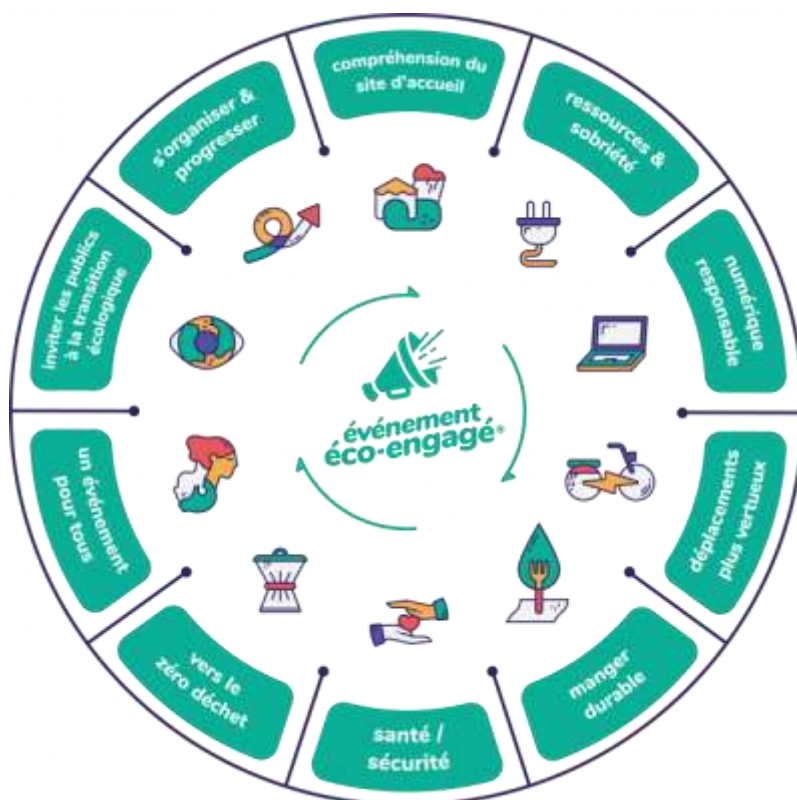 compréhension du
site d'accueil
ressources &
sobriété
numérique
responsable
déplacements
plus vertueux
manger
durable
santé /
sécurité
vers le
zéro déchet
un événement
pour tous
inviter les publics
à la transition
écologique
s'organiser &
progresser
événement
éco-engagé®